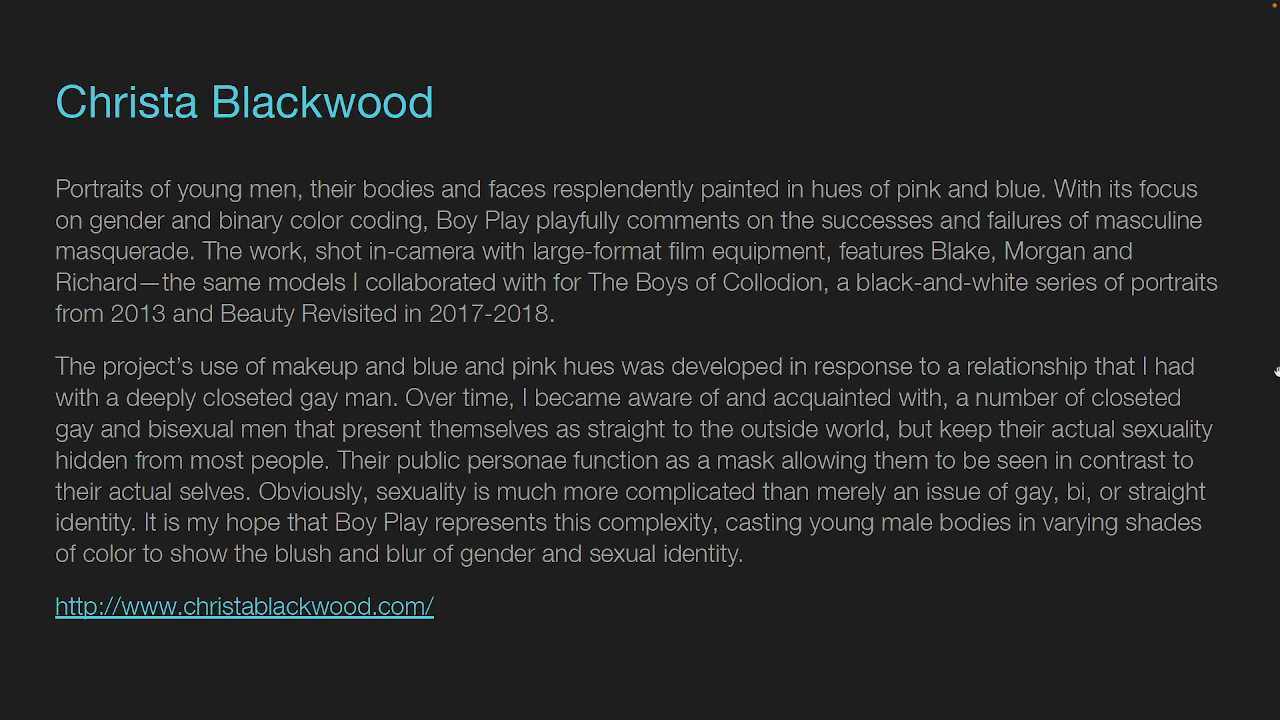 Christa Blackwood
Portraits of young men, their bodies and faces resplendently painted in hues of pink and blue. With its focus
on gender and binary color coding, Boy Play playfully comments on the successes and failures of masculine
masquerade. The work, shot in-camera with large-format film equipment, features Blake, Morgan and
Richard—the same models I collaborated with for The Boys of Collodion, a black-and-white series of portraits
from 2013 and Beauty Revisited in 2017-2018.
The project’s use of makeup and blue and pink hues was developed in response to a relationship that I had
with a deeply closeted gay man. Over time, I became aware of and acquainted with, a number of closeted
gay and bisexual men that present themselves as straight to the outside world, but keep their actual sexuality
hidden from most people. Their public personae function as a mask allowing them to be seen in contrast to
their actual selves. Obviously, sexuality is much more complicated than merely an issue of gay, bi, or straight
identity. It is my hope that Boy Play represents this complexity, casting young male bodies in varying shades
of color to show the blush and blur of gender and sexual identity.
http://www.christablackwood.com/